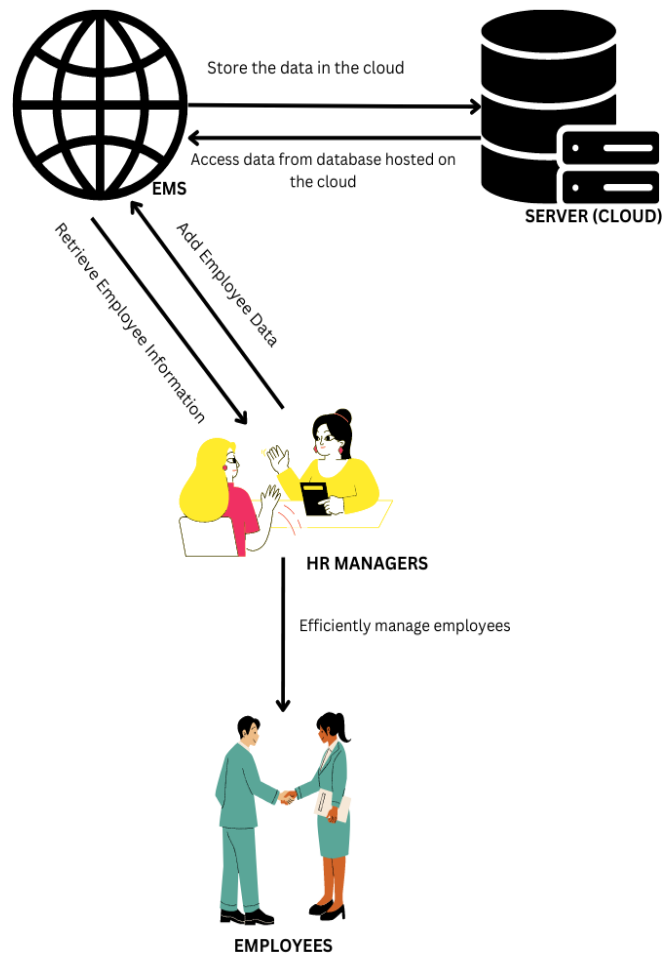 Store the data in the cloud
Access data from database hosted on
the cloud
EMS
SERVER (CLOUD)
Add Employee Data
Retrieve Employee Information
HR MANAGERS
Efficiently manage employees
EMPLOYEES